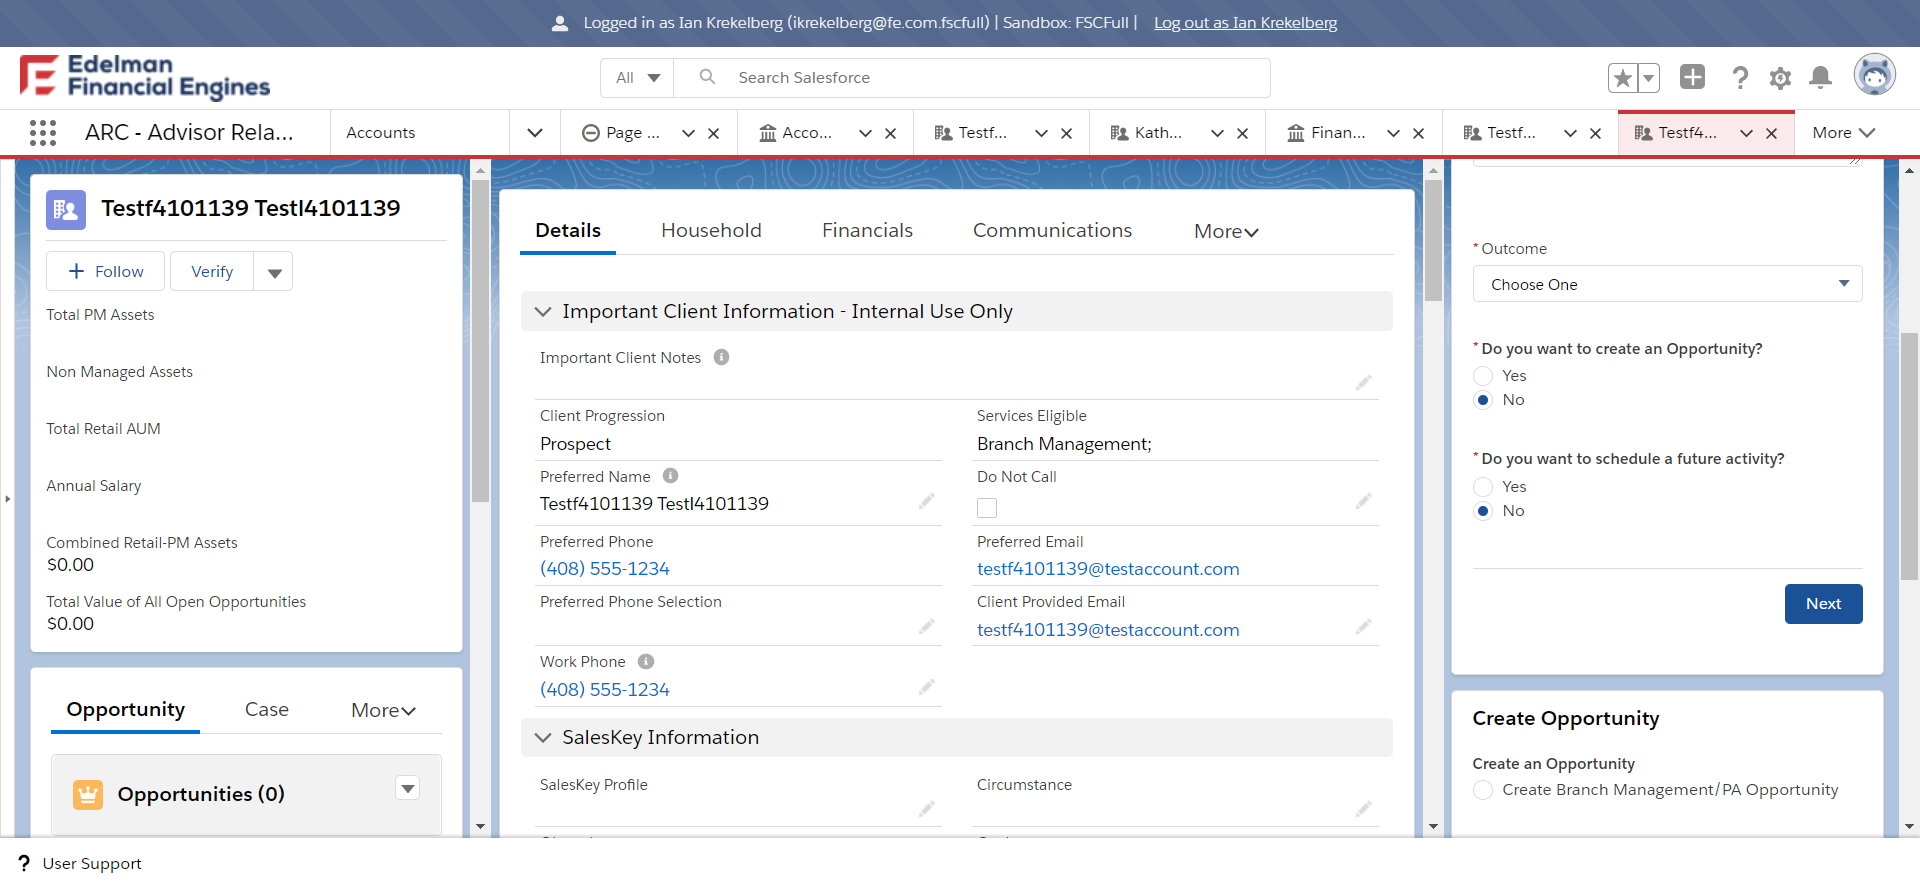 Logged in as Ian Krekelberg (ikrekelberg@fe.com.fscfull) | Sandbox: FSCFull | Log out as Ian Krekelberg
Edelman
Financial Engines
All
Search Salesforce
ARC - Advisor Rela...
Accounts
Page ...
Acco...
Testf...
Kath...
Finan...
Testf...
Testf4...
More
Testf4101139 Testl4101139
Follow
Verify
Total PM Assets
Non Managed Assets
Total Retail AUM
Annual Salary
Combined Retail-PM Assets
$0.00
Total Value of All Open Opportunities
$0.00
Opportunity
Case
More
Opportunities (0)
Details
Household
Financials
Communications
More
Important Client Information - Internal Use Only
Important Client Notes
Client Progression
Prospect
Services Eligible
Branch Management;
Preferred Name
Testf4101139 Testl4101139
Do Not Call
Preferred Phone
(408) 555-1234
Preferred Email
testf4101139@testaccount.com
Preferred Phone Selection
Client Provided Email
testf4101139@testaccount.com
Work Phone
(408) 555-1234
SalesKey Information
SalesKey Profile
Circumstance
* Outcome
Choose One
* Do you want to create an Opportunity?
Yes
No
* Do you want to schedule a future activity?
Yes
No
Next
Create Opportunity
Create an Opportunity
Create Branch Management/PA Opportunity
? User Support